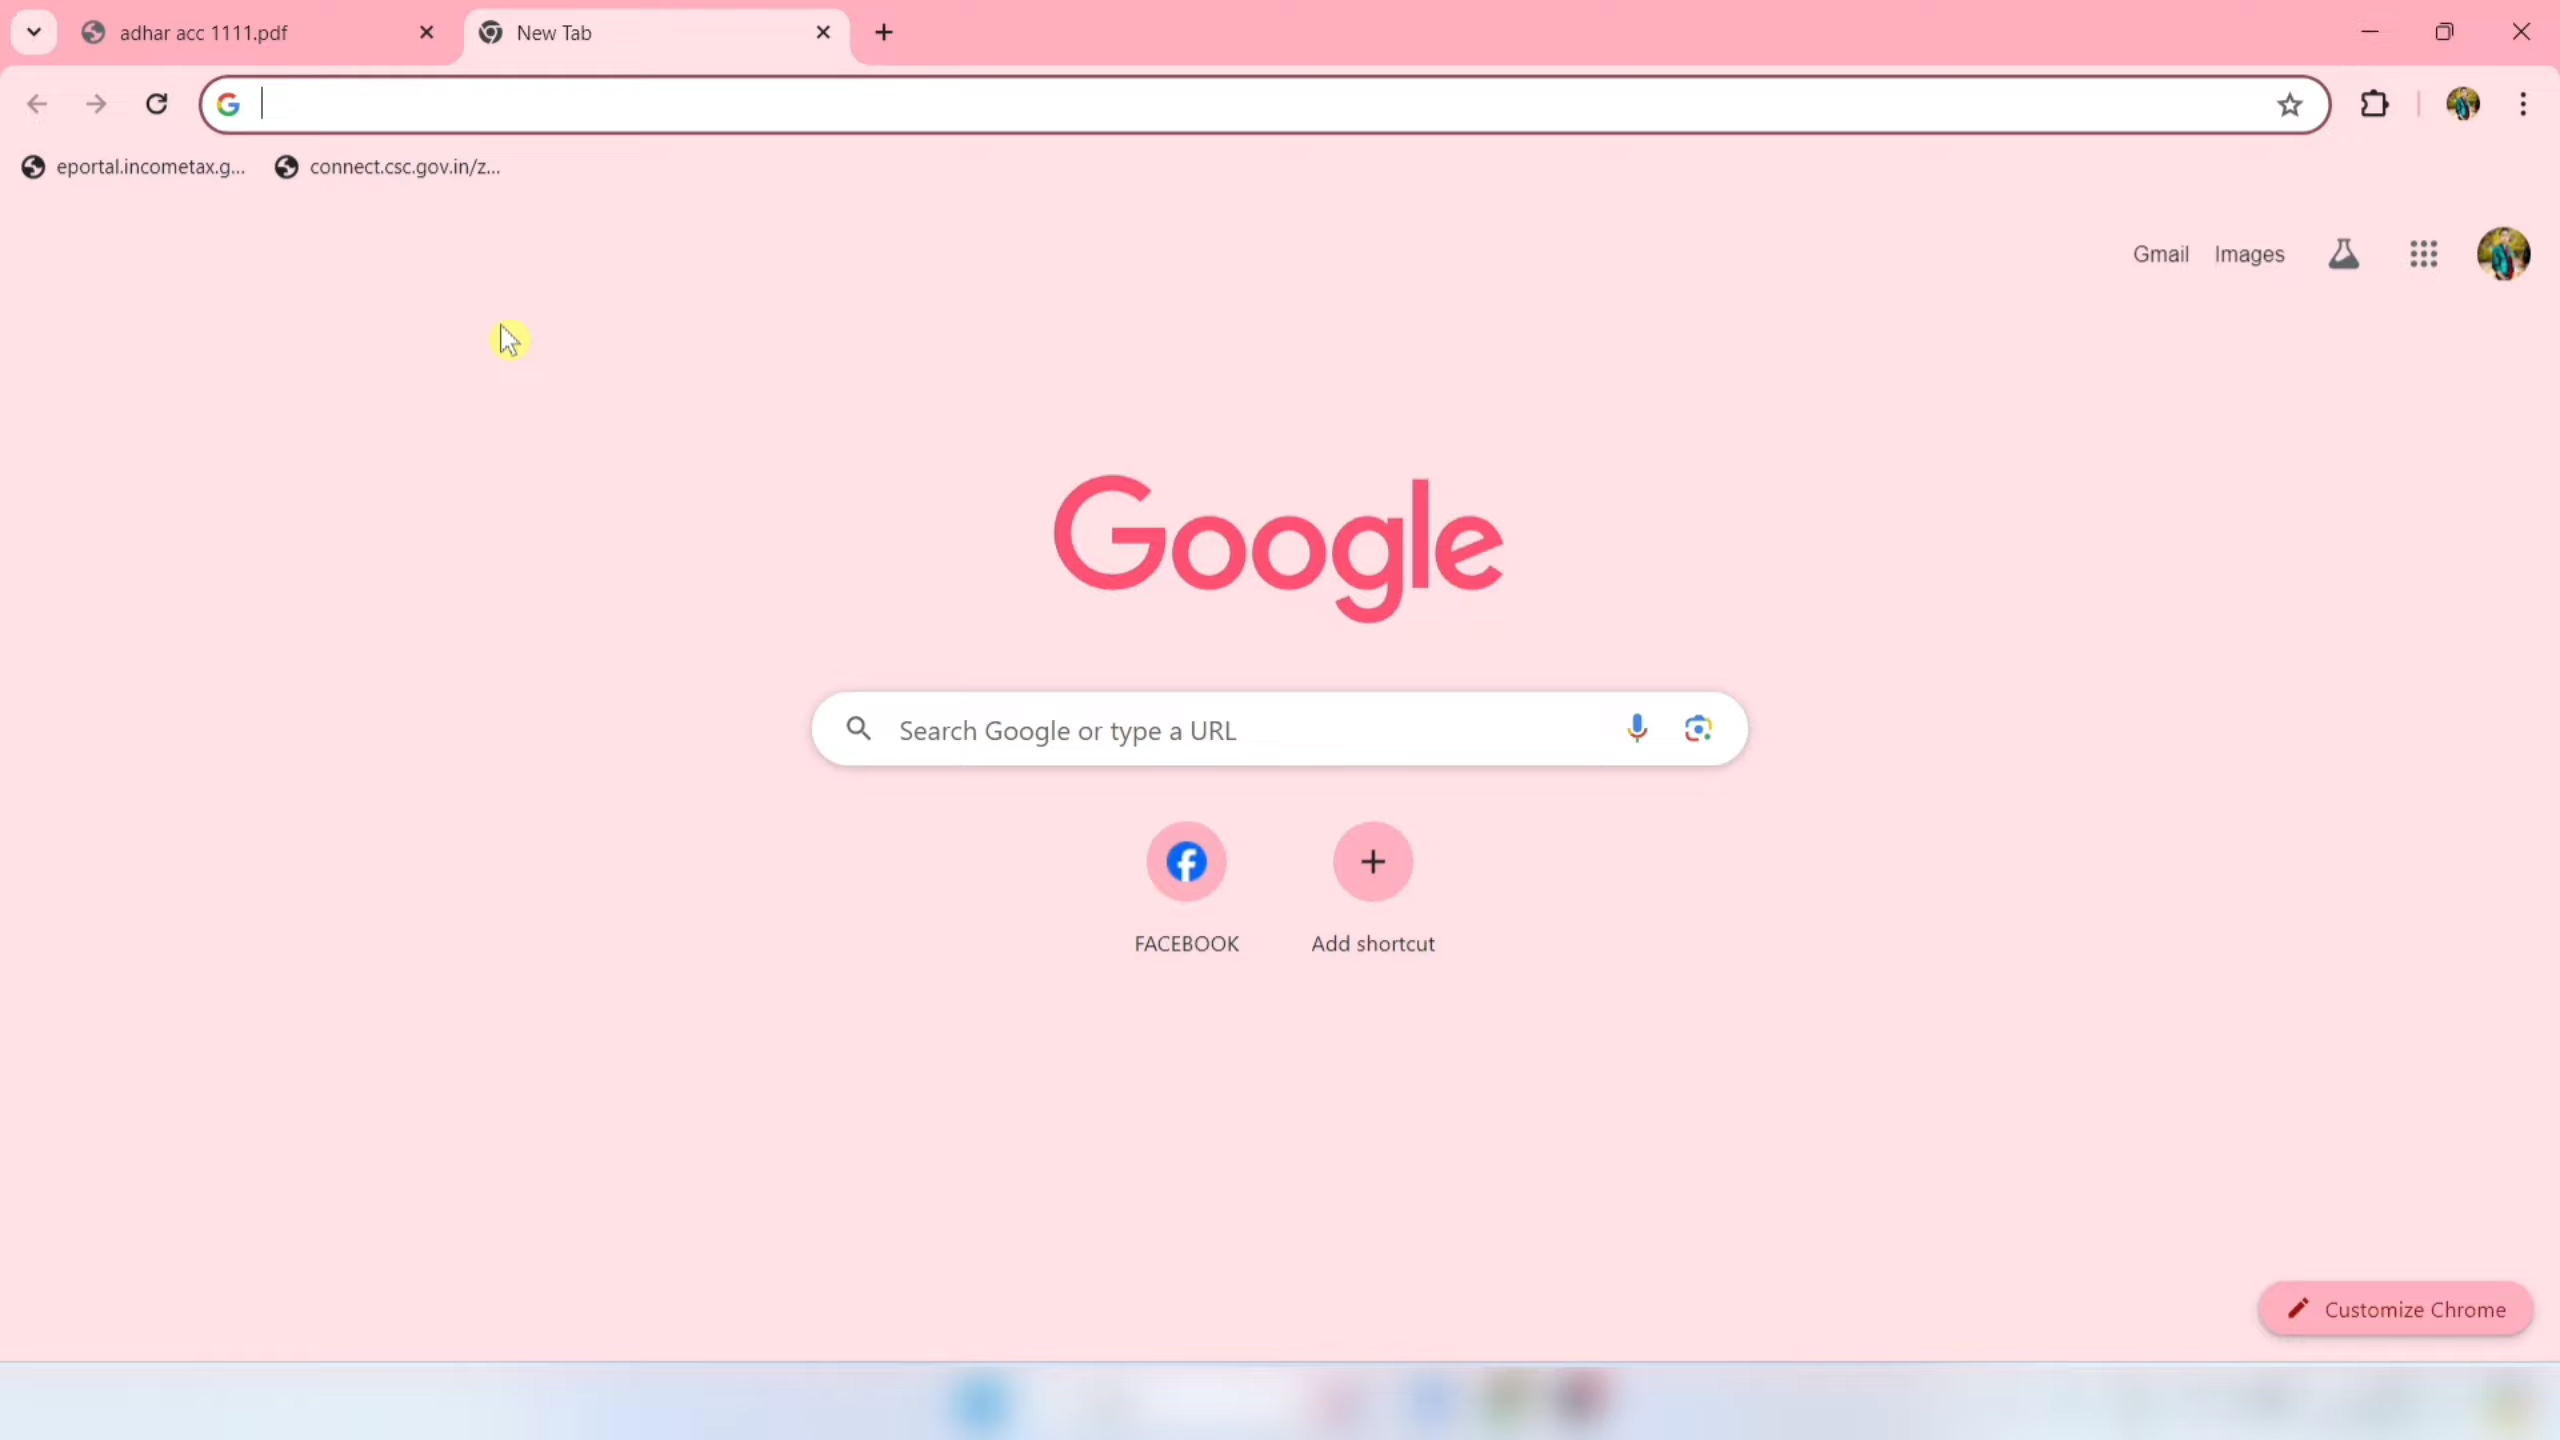 adhar acc 1111.pdf
New Tab
eportal.incometax.g...
connect.csc.gov.in/z...
Gmail
Images
Google
Search Google or type a URL
FACEBOOK
Add shortcut
Customize Chrome